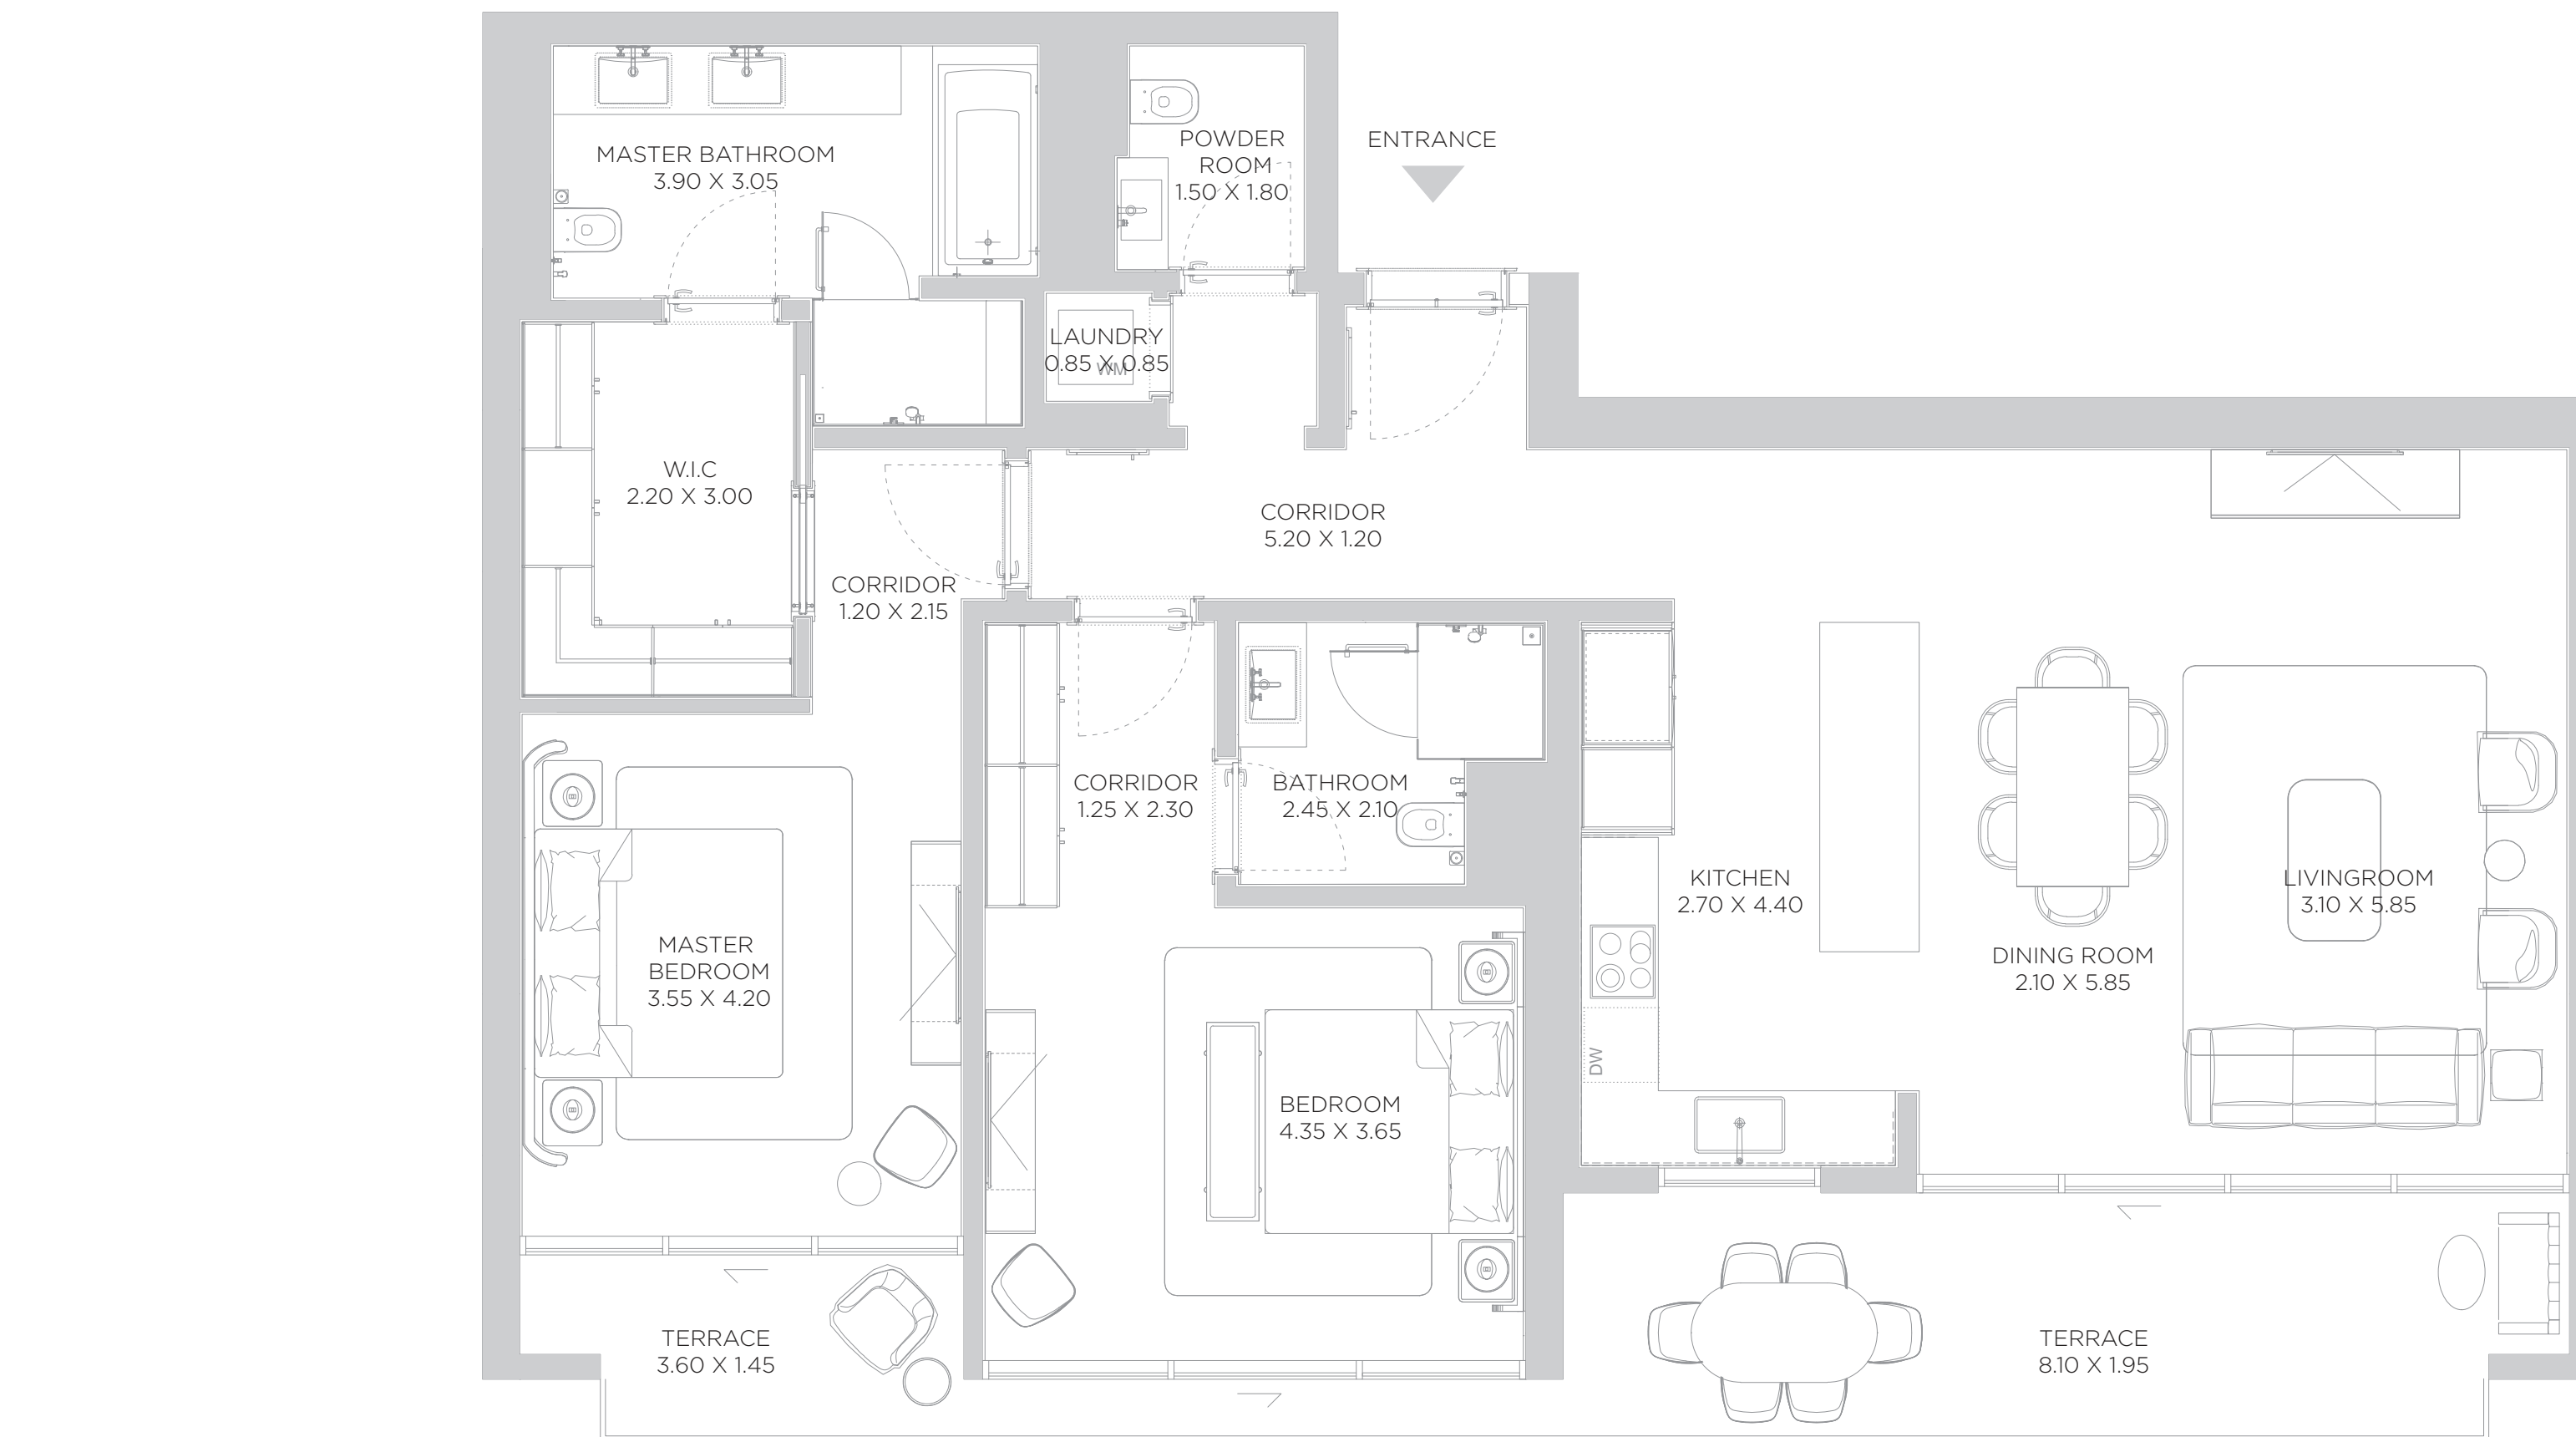 MASTER BATHROOM
3.90 X 3.05
POWDER
ROOM
1.50 X 1.80
ENTRANCE
LAUNDRY
0.85 X 0.85
WM
W.I.C
2.20 X 3.00
CORRIDOR
5.20 X 1.20
CORRIDOR
1.20 X 2.15
CORRIDOR
1.25 X 2.30
BATHROOM
2.45 X 2.10
KITCHEN
2.70 X 4.40
LIVINGROOM
3.10 X 5.85
DINING ROOM
2.10 X 5.85
MASTER
BEDROOM
3.55 X 4.20
DW
BEDROOM
4.35 X 3.65
TERRACE
3.60 X 1.45
TERRACE
8.10 X 1.95